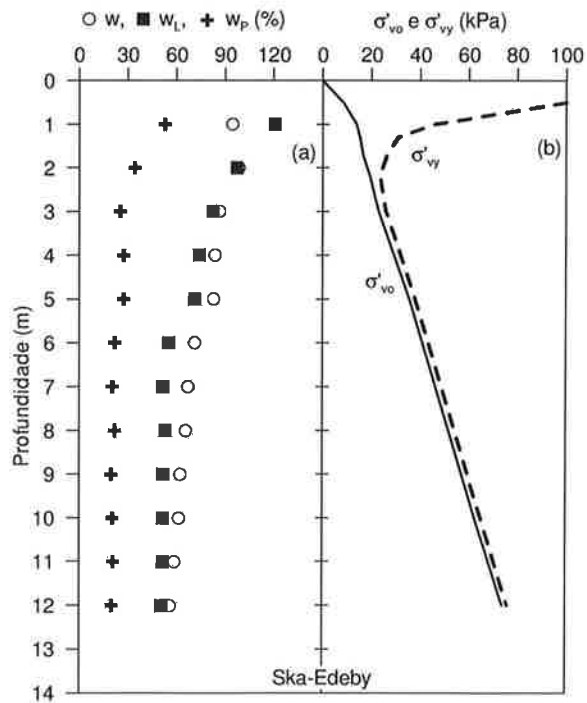 ○ w, ■ wL, + wP (%)
σ'vo e σ'vy (kPa)
0 30 60 90 120
0 20 40 60 80 100
Profundidade (m)
0
1
2
3
4
5
6
7
8
9
10
11
12
13
14
(a)
(b)
σ'vy
σ'vo
Ska-Edeby